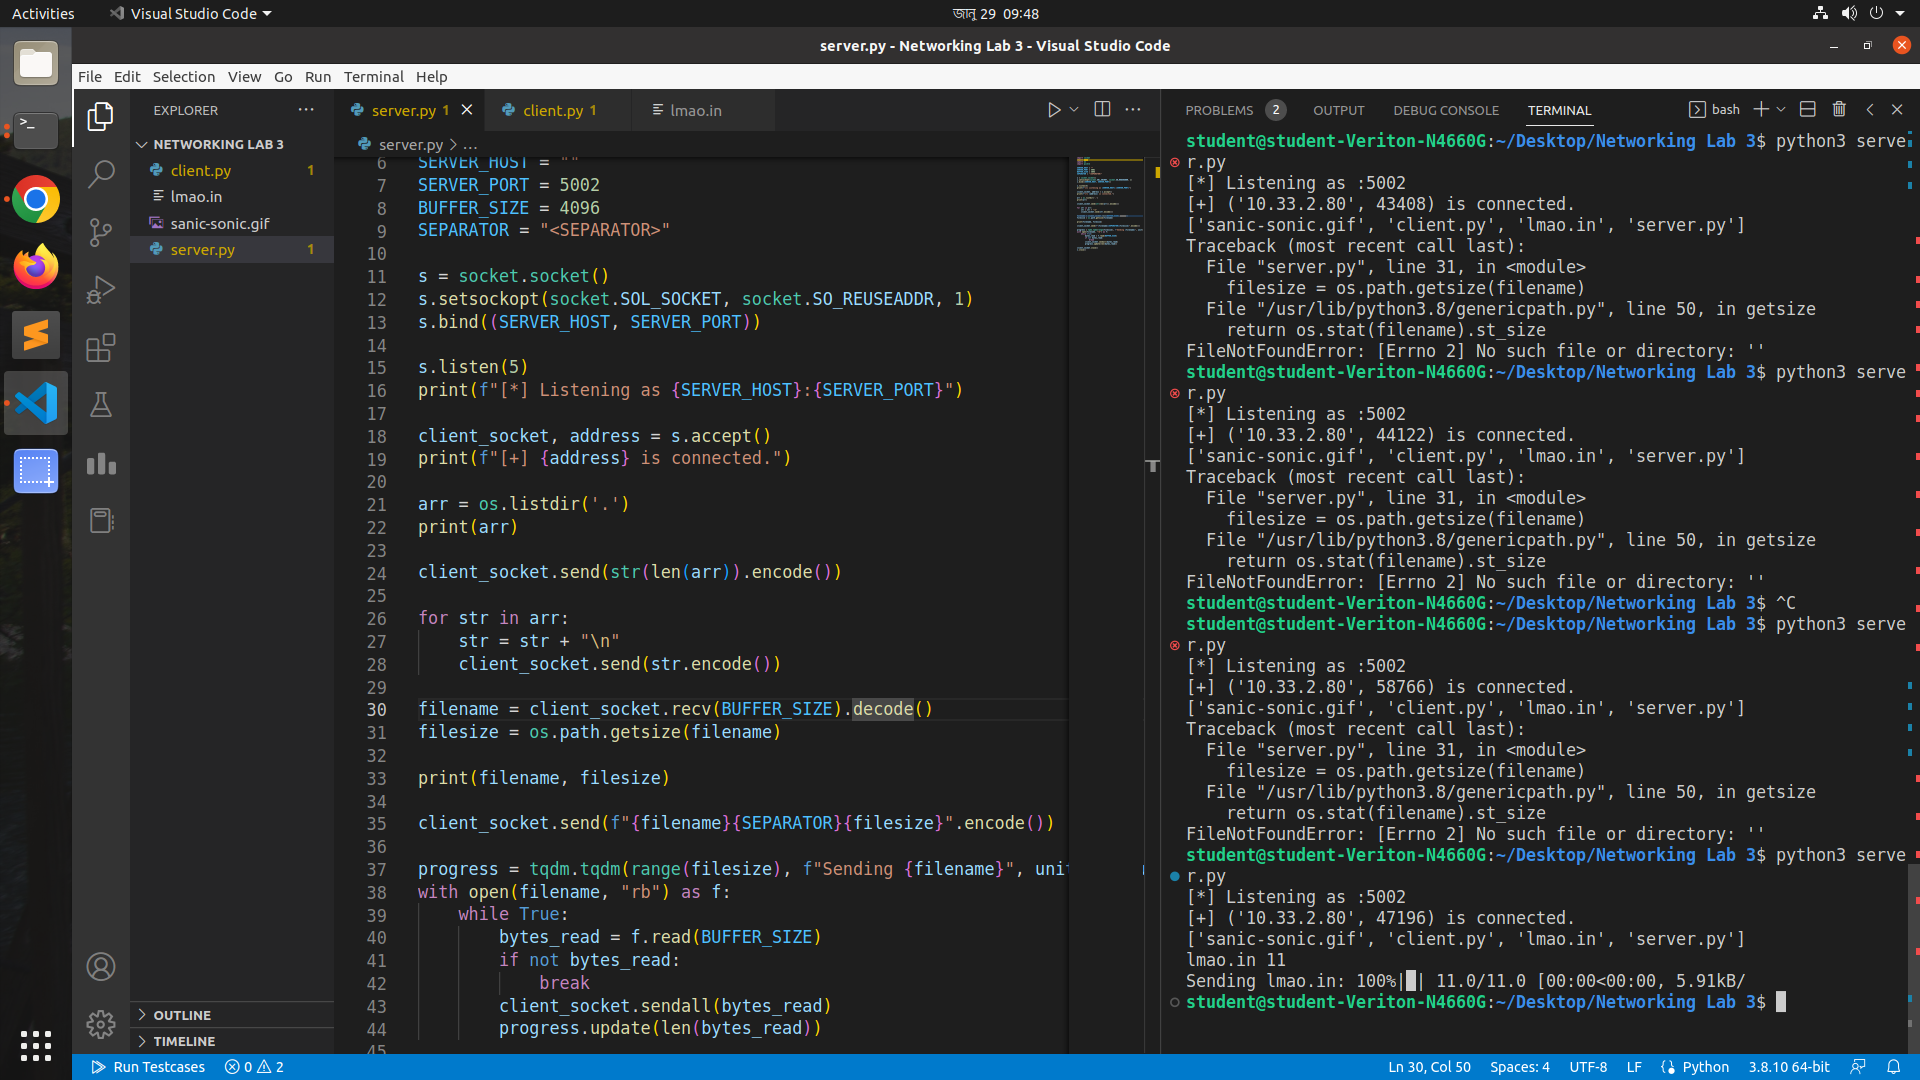 Activities
Visual Studio Code
জানু 29 09:48
server.py - Networking Lab 3 - Visual Studio Code
File Edit Selection View Go Run Terminal Help
EXPLORER
NETWORKING LAB 3
client.py 1
lmao.in
sanic-sonic.gif
server.py 1
OUTLINE
TIMELINE
server.py 1
client.py 1
lmao.in
server.py > ...
6 SERVER_HOST = ""
7 SERVER_PORT = 5002
8 BUFFER_SIZE = 4096
9 SEPARATOR = "<SEPARATOR>"
10
11 s = socket.socket()
12 s.setsockopt(socket.SOL_SOCKET, socket.SO_REUSEADDR, 1)
13 s.bind((SERVER_HOST, SERVER_PORT))
14
15 s.listen(5)
16 print(f"[*] Listening as {SERVER_HOST}:{SERVER_PORT}")
17
18 client_socket, address = s.accept()
19 print(f"[+] {address} is connected.")
20
21 arr = os.listdir('.')
22 print(arr)
23
24 client_socket.send(str(len(arr)).encode())
25
26 for str in arr:
27 str = str + "\n"
28 client_socket.send(str.encode())
29
30 filename = client_socket.recv(BUFFER_SIZE).decode()
31 filesize = os.path.getsize(filename)
32
33 print(filename, filesize)
34
35 client_socket.send(f"{filename}{SEPARATOR}{filesize}".encode())
36
37 progress = tqdm.tqdm(range(filesize), f"Sending {filename}", unit
38 with open(filename, "rb") as f:
39 while True:
40 bytes_read = f.read(BUFFER_SIZE)
41 if not bytes_read:
42 break
43 client_socket.sendall(bytes_read)
44 progress.update(len(bytes_read))
45
PROBLEMS 2 OUTPUT DEBUG CONSOLE TERMINAL
bash
student@student-Veriton-N4660G:~/Desktop/Networking Lab 3$ python3 serve
r.py
[*] Listening as :5002
[+] ('10.33.2.80', 43408) is connected.
['sanic-sonic.gif', 'client.py', 'lmao.in', 'server.py']
Traceback (most recent call last):
File "server.py", line 31, in <module>
filesize = os.path.getsize(filename)
File "/usr/lib/python3.8/genericpath.py", line 50, in getsize
return os.stat(filename).st_size
FileNotFoundError: [Errno 2] No such file or directory: ''
student@student-Veriton-N4660G:~/Desktop/Networking Lab 3$ python3 serve
r.py
[*] Listening as :5002
[+] ('10.33.2.80', 44122) is connected.
['sanic-sonic.gif', 'client.py', 'lmao.in', 'server.py']
Traceback (most recent call last):
File "server.py", line 31, in <module>
filesize = os.path.getsize(filename)
File "/usr/lib/python3.8/genericpath.py", line 50, in getsize
return os.stat(filename).st_size
FileNotFoundError: [Errno 2] No such file or directory: ''
student@student-Veriton-N4660G:~/Desktop/Networking Lab 3$ ^C
student@student-Veriton-N4660G:~/Desktop/Networking Lab 3$ python3 serve
r.py
[*] Listening as :5002
[+] ('10.33.2.80', 58766) is connected.
['sanic-sonic.gif', 'client.py', 'lmao.in', 'server.py']
Traceback (most recent call last):
File "server.py", line 31, in <module>
filesize = os.path.getsize(filename)
File "/usr/lib/python3.8/genericpath.py", line 50, in getsize
return os.stat(filename).st_size
FileNotFoundError: [Errno 2] No such file or directory: ''
student@student-Veriton-N4660G:~/Desktop/Networking Lab 3$ python3 serve
r.py
[*] Listening as :5002
[+] ('10.33.2.80', 47196) is connected.
['sanic-sonic.gif', 'client.py', 'lmao.in', 'server.py']
lmao.in 11
Sending lmao.in: 100%|█| 11.0/11.0 [00:00<00:00, 5.91kB/
student@student-Veriton-N4660G:~/Desktop/Networking Lab 3$
Run Testcases 0 2
Ln 30, Col 50 Spaces: 4 UTF-8 LF Python 3.8.10 64-bit